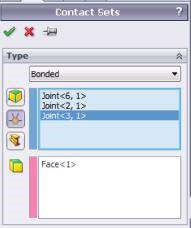 Contact Sets ?
Type
Bonded
Joint<6, 1>
Joint<2, 1>
Joint<3, 1>
Face<1>